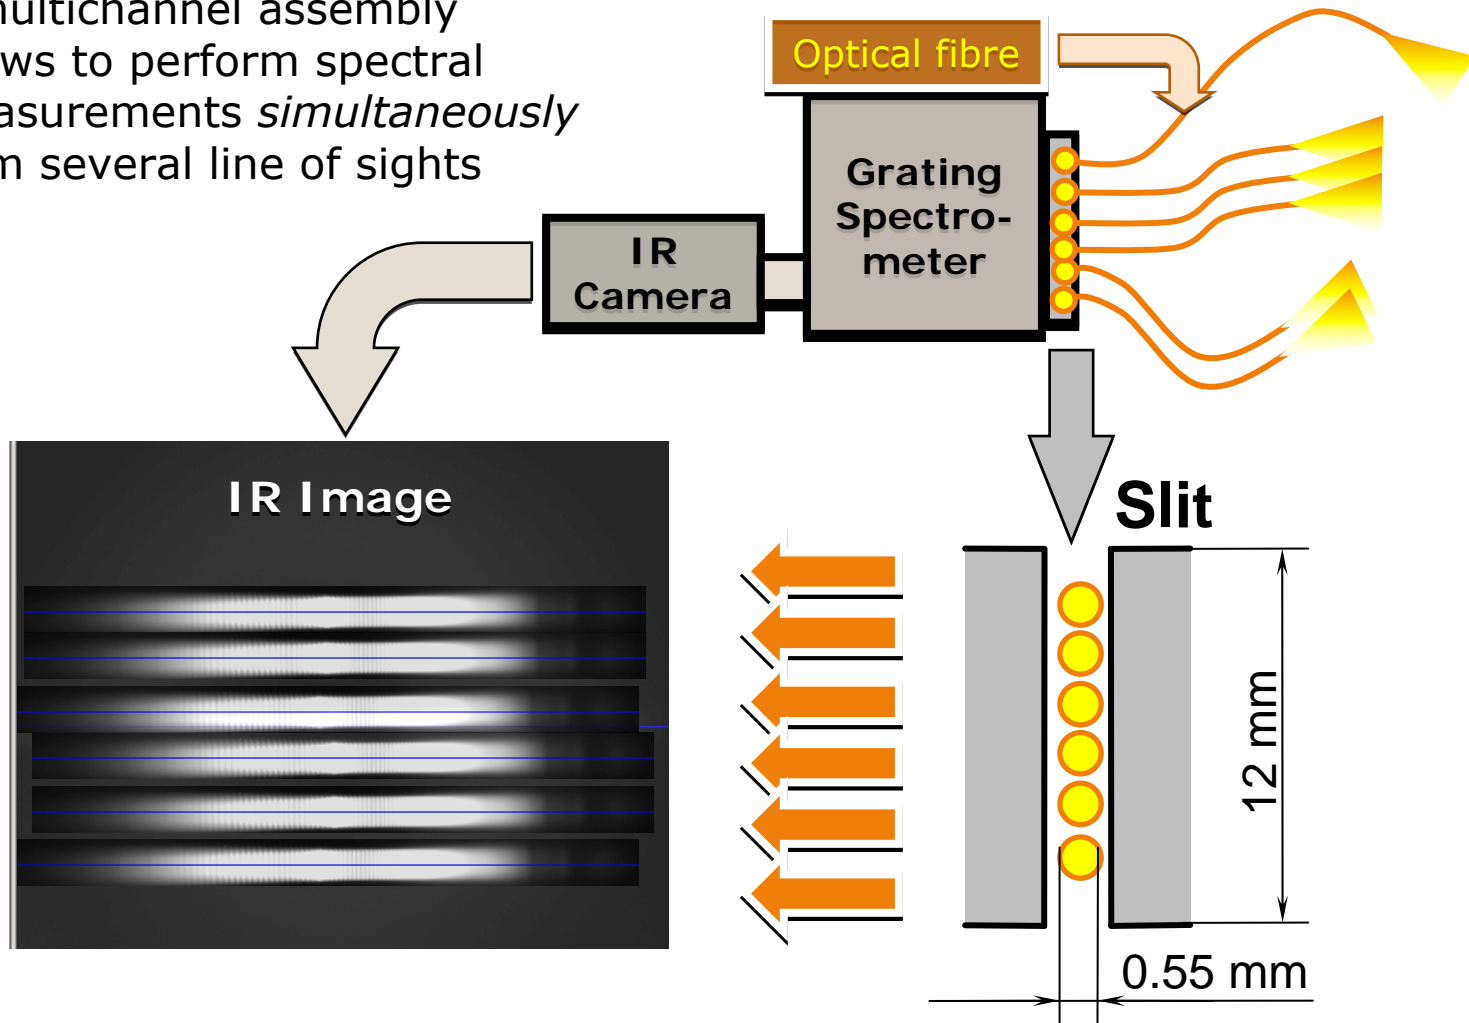 multichannel assembly
ws to perform spectral
asurements simultaneously
m several line of sights
Optical fibre
Grating
Spectro-
meter
IR
Camera
IR Image
Slit
12 mm
0.55 mm